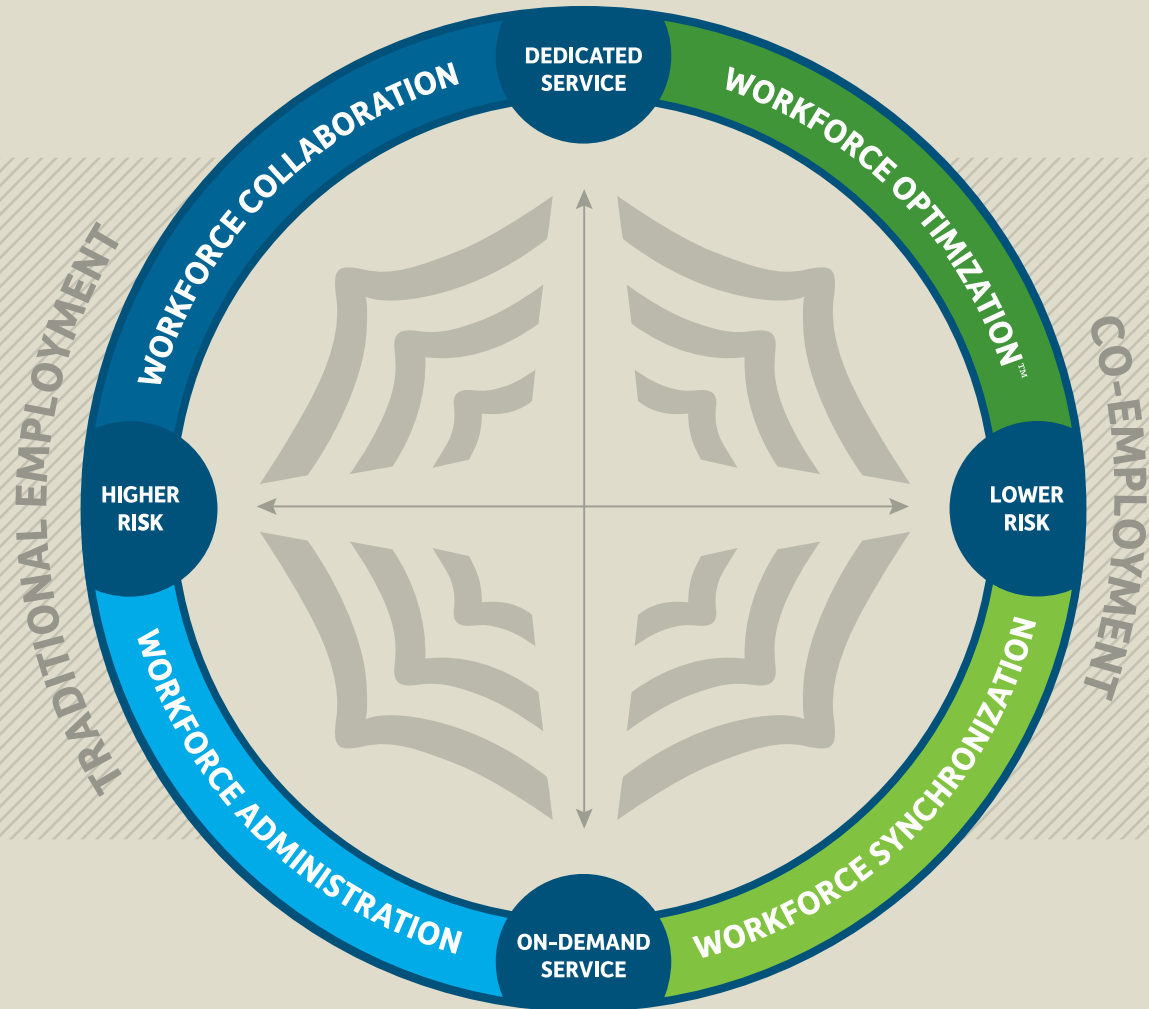 DEDICATED
SERVICE
WORKFORCE COLLABORATION
WORKFORCE OPTIMIZATION™
TRADITIONAL EMPLOYMENT
CO-EMPLOYMENT
HIGHER
RISK
LOWER
RISK
WORKFORCE ADMINISTRATION
WORKFORCE SYNCHRONIZATION
ON-DEMAND
SERVICE